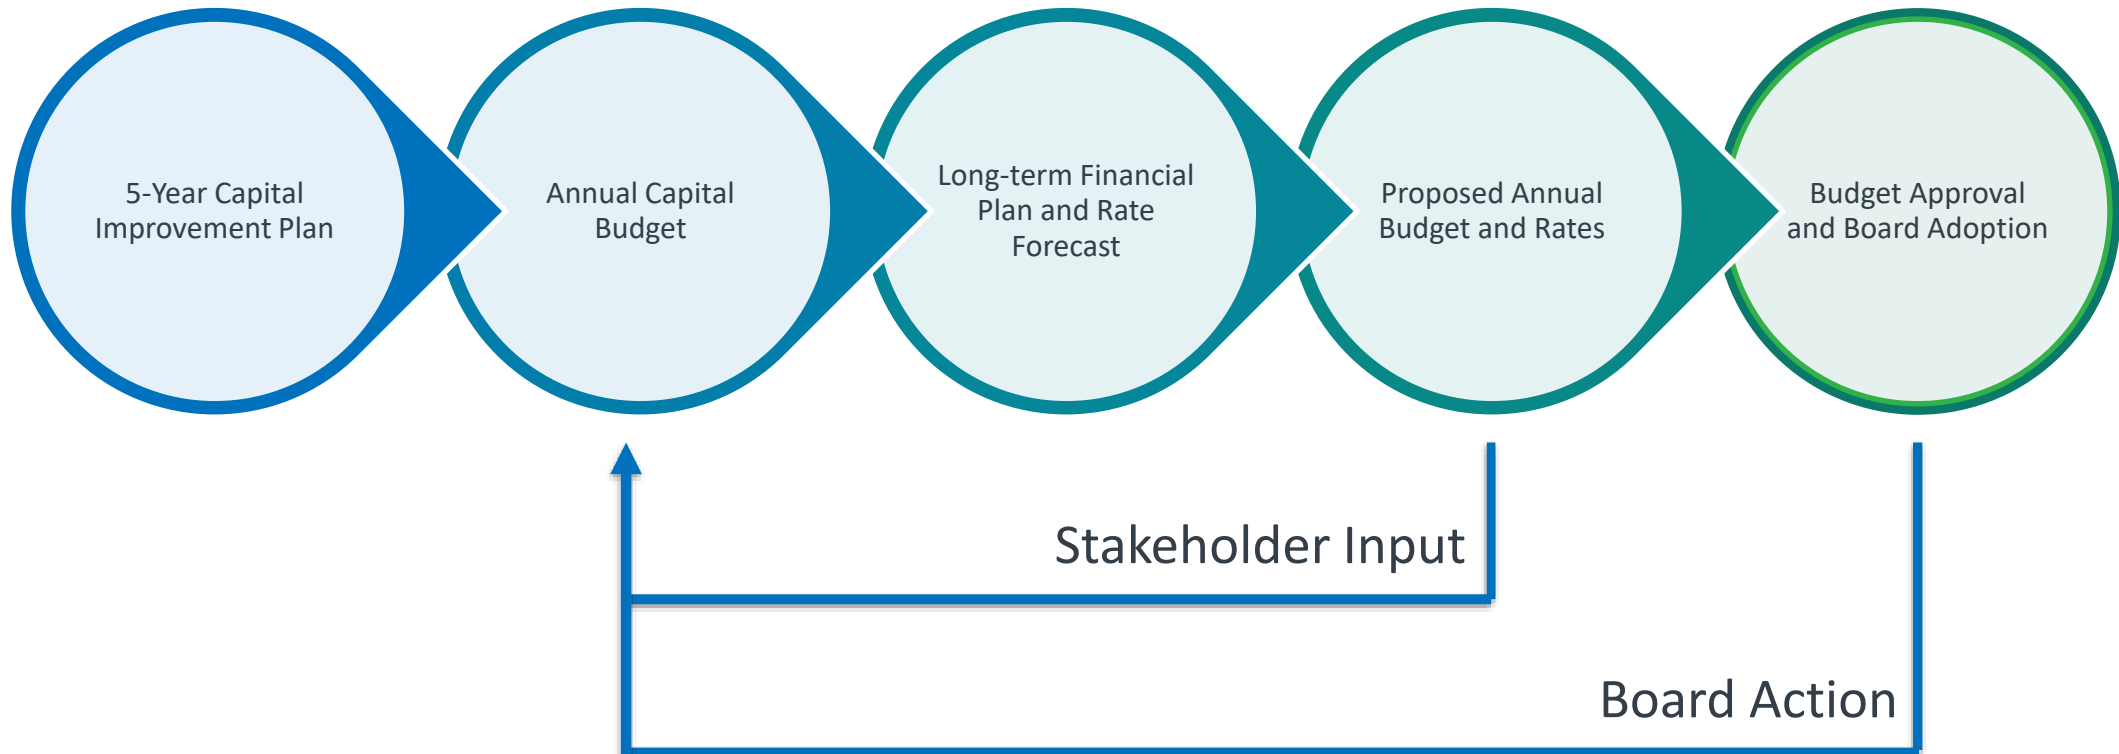 5-Year Capital
Improvement Plan
Annual Capital
Budget
Long-term Financial
Plan and Rate
Forecast
Proposed Annual
Budget and Rates
Budget Approval
and Board Adoption
Stakeholder Input
Board Action